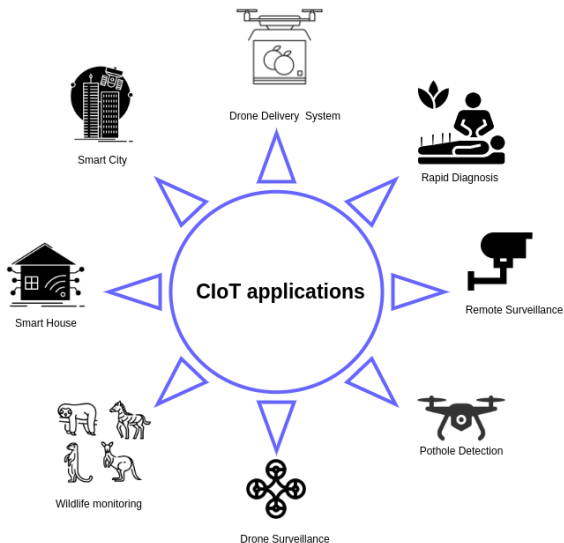 Drone Delivery System
Smart City
Rapid Diagnosis
CIoT applications
Smart House
Remote Surveillance
Pothole Detection
Wildlife monitoring
Drone Surveillance